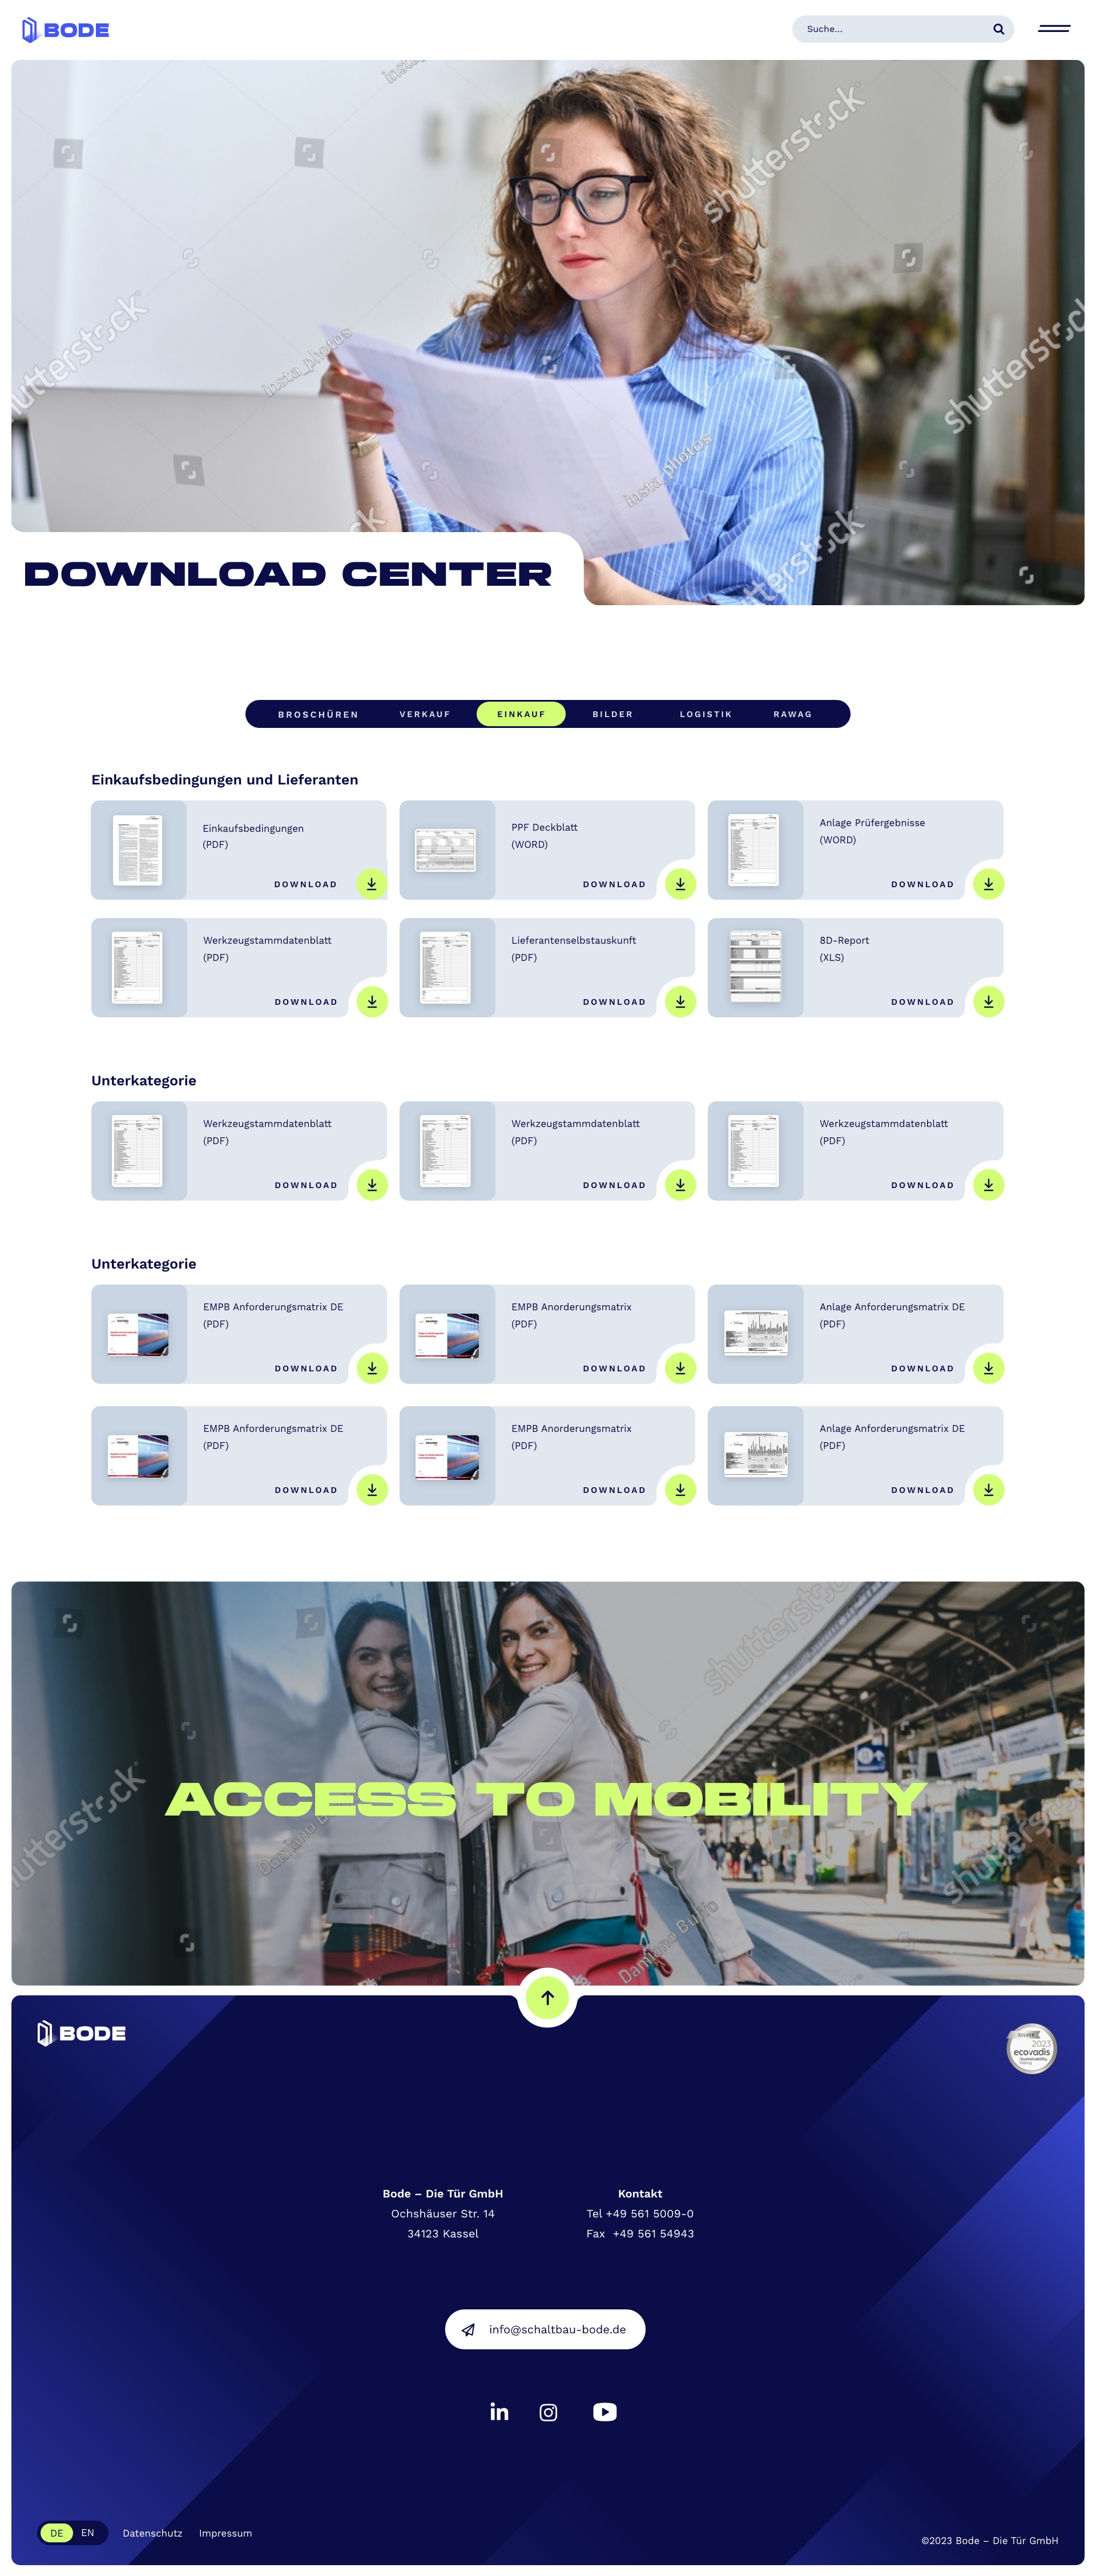 BODE
Suche...
shutterstock
insta_photos
DOWNLOAD CENTER
BROSCHÜREN VERKAUF EINKAUF BILDER LOGISTIK RAWAG
Einkaufsbedingungen und Lieferanten
Einkaufsbedingungen
(PDF)
DOWNLOAD
PPF Deckblatt
(WORD)
DOWNLOAD
Anlage Prüfergebnisse
(WORD)
DOWNLOAD
Werkzeugstammdatenblatt
(PDF)
DOWNLOAD
Lieferantenselbstauskunft
(PDF)
DOWNLOAD
8D-Report
(XLS)
DOWNLOAD
Unterkategorie
Werkzeugstammdatenblatt
(PDF)
DOWNLOAD
Werkzeugstammdatenblatt
(PDF)
DOWNLOAD
Werkzeugstammdatenblatt
(PDF)
DOWNLOAD
Unterkategorie
EMPB Anforderungsmatrix DE
(PDF)
DOWNLOAD
EMPB Anorderungsmatrix
(PDF)
DOWNLOAD
Anlage Anforderungsmatrix DE
(PDF)
DOWNLOAD
EMPB Anforderungsmatrix DE
(PDF)
DOWNLOAD
EMPB Anorderungsmatrix
(PDF)
DOWNLOAD
Anlage Anforderungsmatrix DE
(PDF)
DOWNLOAD
ACCESS TO MOBILITY
BODE
SILVER
2023
ecovadis
Sustainability
Rating
Bode – Die Tür GmbH
Ochshäuser Str. 14
34123 Kassel
Kontakt
Tel +49 561 5009-0
Fax +49 561 54943
info@schaltbau-bode.de
DE EN Datenschutz Impressum
©2023 Bode – Die Tür GmbH